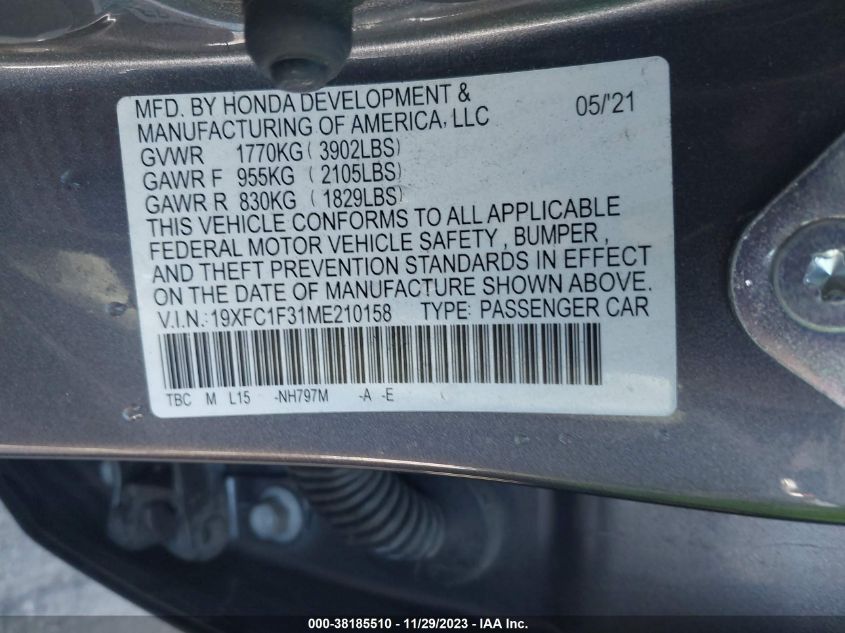 MFD. BY HONDA DEVELOPMENT & 05/'21
MANUFACTURING OF AMERICA, LLC
GVWR 1770KG ( 3902LBS)
GAWR F 955KG ( 2105LBS)
GAWR R 830KG ( 1829LBS)
THIS VEHICLE CONFORMS TO ALL APPLICABLE
FEDERAL MOTOR VEHICLE SAFETY , BUMPER ,
AND THEFT PREVENTION STANDARDS IN EFFECT
ON THE DATE OF MANUFACTURE SHOWN ABOVE.
V.I.N.:19XFC1F31ME210158 TYPE: PASSENGER CAR
TBC M L15 -NH797M -A -E
000-38185510 - 11/29/2023 - IAA Inc.